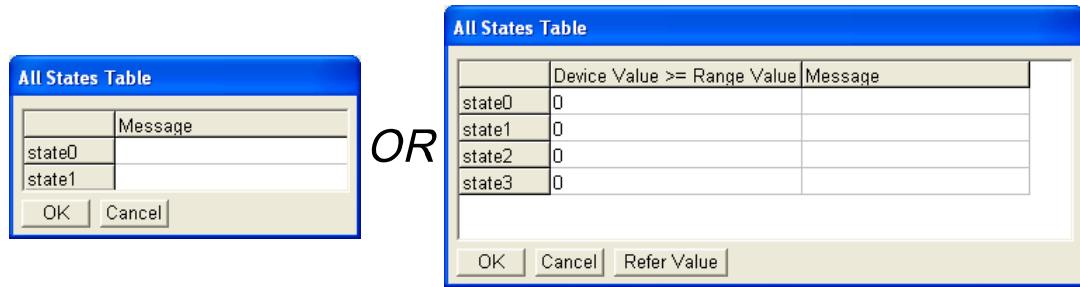 All States Table
Message
state0
state1
OK Cancel
OR
All States Table
Device Value >= Range Value Message
state0 0
state1 0
state2 0
state3 0
OK Cancel Refer Value